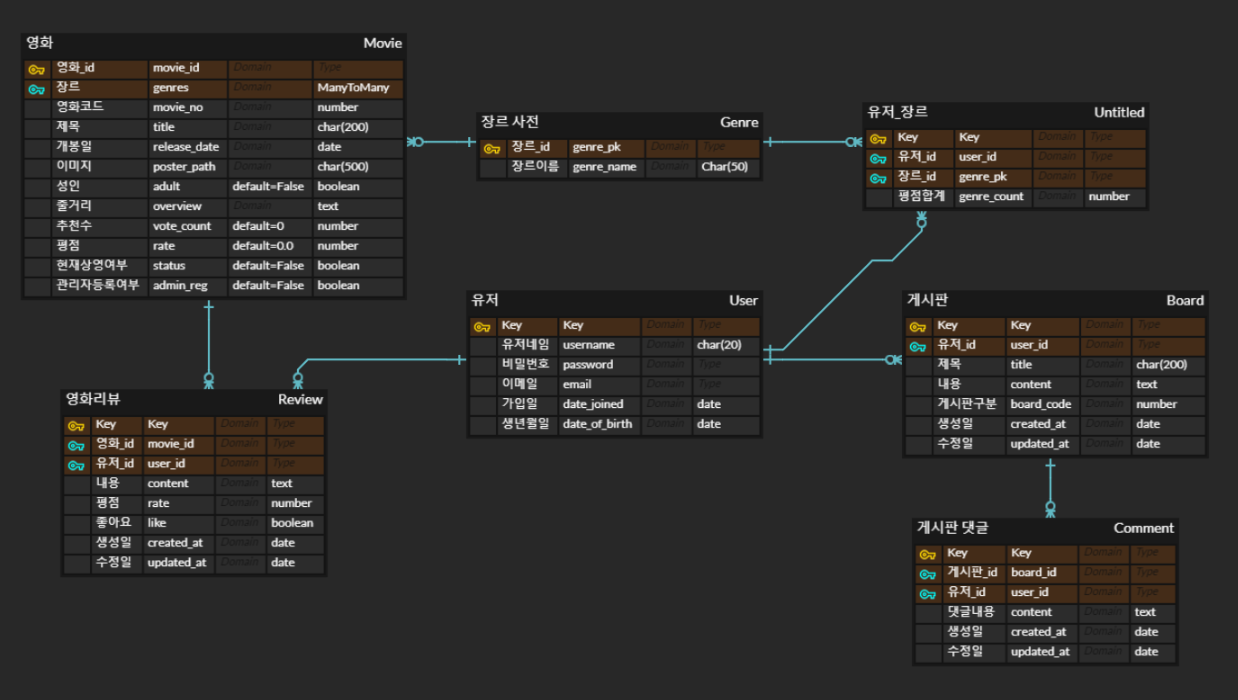 영화 Movie
영화_id movie_id Domain Type
장르 genres Domain ManyToMany
영화코드 movie_no Domain number
제목 title Domain char(200)
개봉일 release_date Domain date
이미지 poster_path Domain char(500)
성인 adult default=False boolean
줄거리 overview Domain text
추천수 vote_count default=0 number
평점 rate default=0.0 number
현재상영여부 status default=False boolean
관리자등록여부 admin_reg default=False boolean
장르 사전 Genre
장르_id genre_pk Domain Type
장르이름 genre_name Domain Char(50)
유저_장르 Untitled
Key Key Domain Type
유저_id user_id Domain Type
장르_id genre_pk Domain Type
평점합계 genre_count Domain number
유저 User
Key Key Domain Type
유저네임 username Domain char(20)
비밀번호 password Domain Type
이메일 email Domain Type
가입일 date_joined Domain date
생년월일 date_of_birth Domain date
게시판 Board
Key Key Domain Type
유저_id user_id Domain Type
제목 title Domain char(200)
내용 content Domain text
게시판구분 board_code Domain number
생성일 created_at Domain date
수정일 updated_at Domain date
영화리뷰 Review
Key Key Domain Type
영화_id movie_id Domain Type
유저_id user_id Domain Type
내용 content Domain text
평점 rate Domain number
좋아요 like Domain boolean
생성일 created_at Domain date
수정일 updated_at Domain date
게시판 댓글 Comment
Key Key Domain Type
게시판_id board_id Domain Type
유저_id user_id Domain Type
댓글내용 content Domain text
생성일 created_at Domain date
수정일 updated_at Domain date